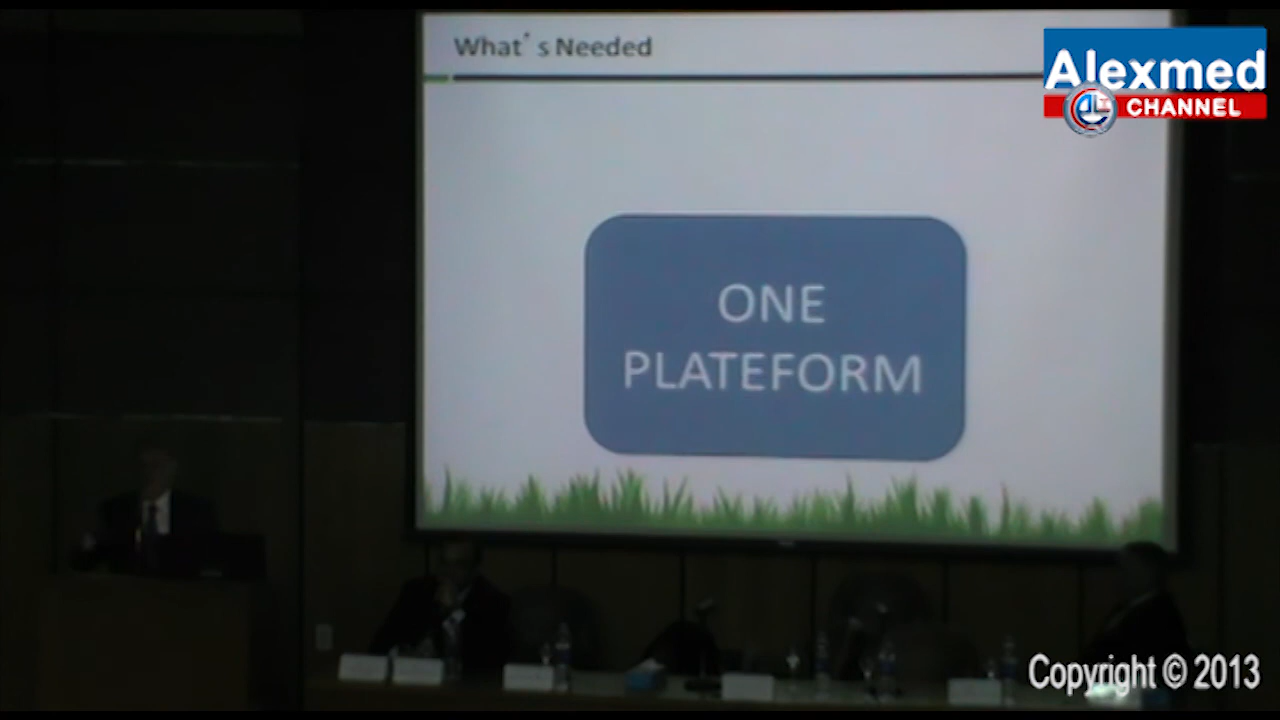 What's Needed
Alexmed
CHANNEL
ONE
PLATEFORM
Copyright © 2013